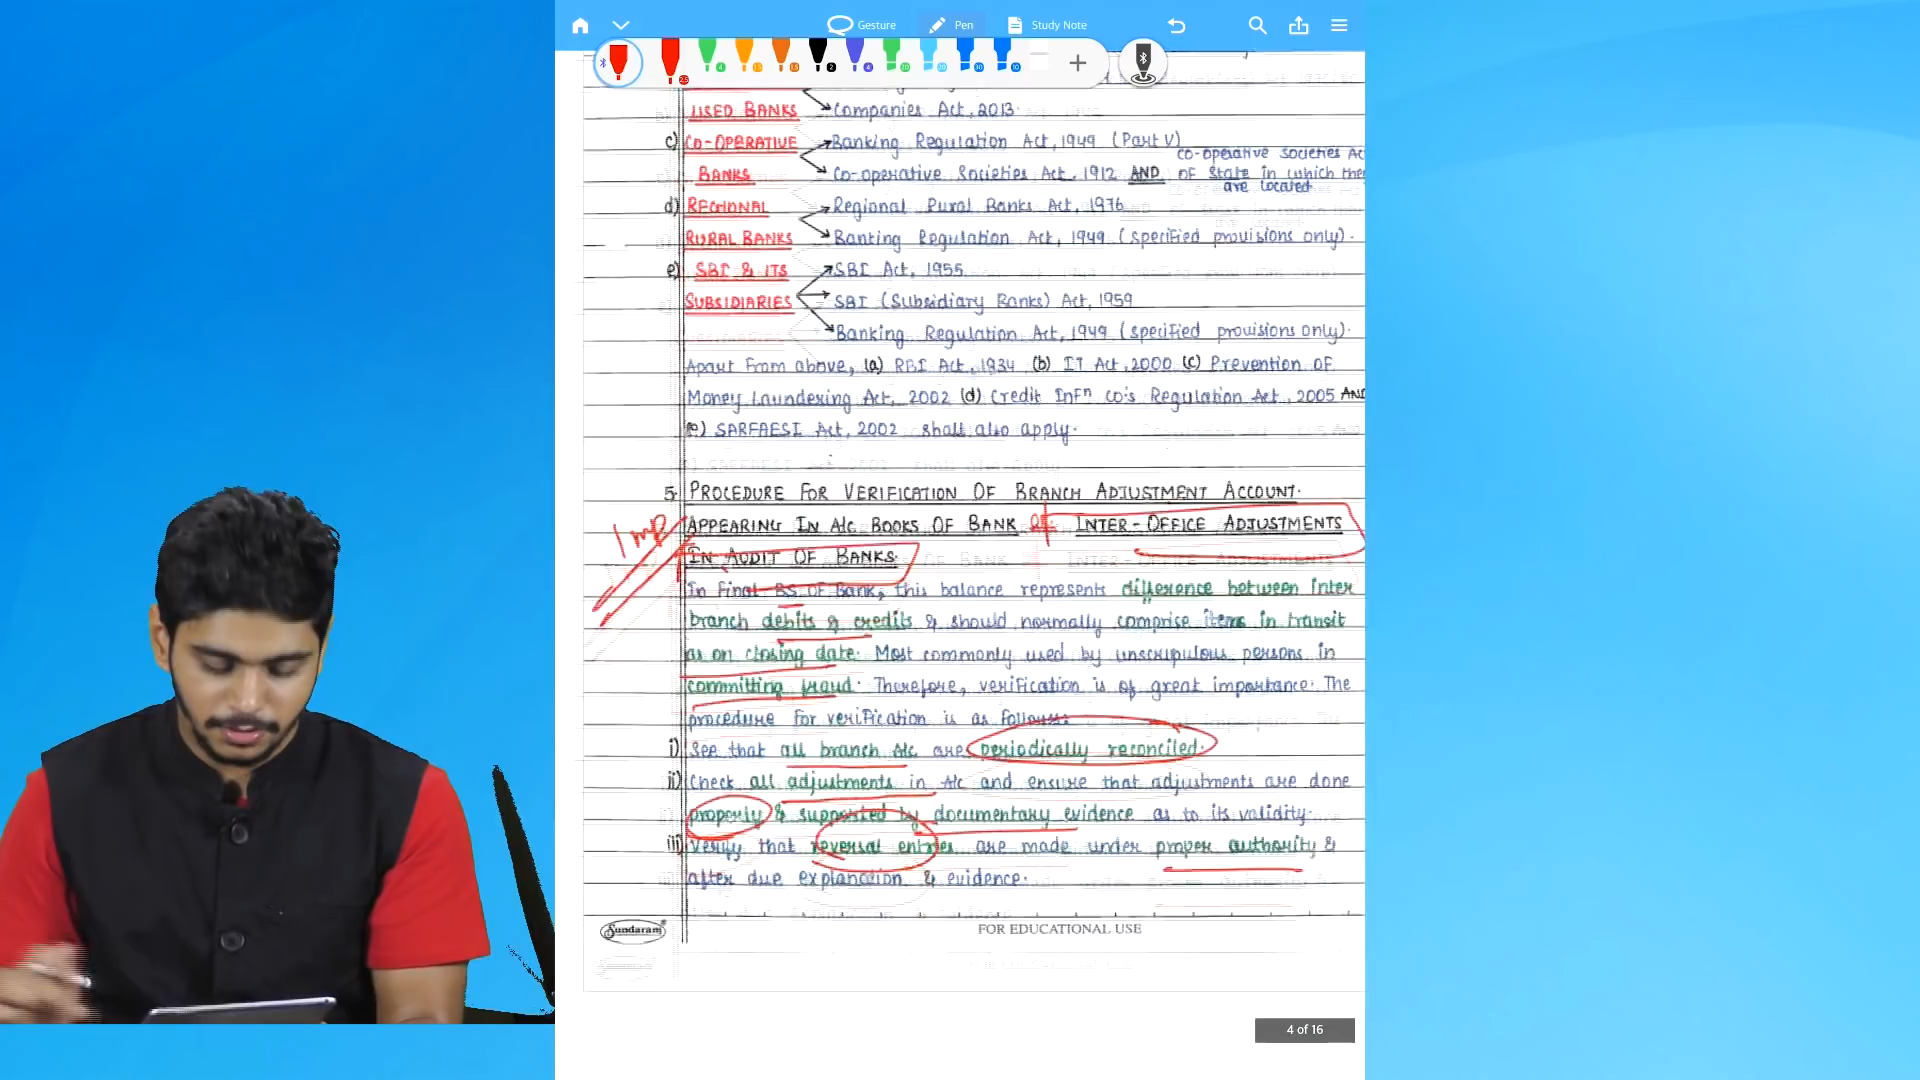 Gesture Pen Study Note
LISED BANKS Companies Act, 2013.
c) CO-OPERATIVE Banking Regulation Act, 1949 (Part V)
co-operative societies Ac
BANKS Co-operative Societies Act, 1912 AND of State in which the
are located
d) REGIONAL Regional Rural Banks Act, 1976
RURAL BANKS Banking Regulation Act, 1949 (specified provisions only).
e) SBI & ITS SBI Act, 1955
SUBSIDIARIES SBI (Subsidiary Banks) Act, 1959
Banking Regulation Act, 1949 (specified provisions only).
Apart from above, (a) RBI Act, 1934 (b) IT Act, 2000 (c) Prevention of
Money Laundering Act, 2002 (d) Credit Infn co's Regulation Act, 2005 AND
(e) SARFAESI Act, 2002 shall also apply.
5. PROCEDURE FOR VERIFICATION OF BRANCH ADJUSTMENT ACCOUNT.
Imp APPEARING IN A/c BOOKS OF BANK OR INTER-OFFICE ADJUSTMENTS
IN AUDIT OF BANKS.
In Final BS of Bank, this balance represents difference between inter
branch debits & credits & should normally comprise items in transit
as on closing date. Most commonly used by unscrupulous persons in
committing fraud. Therefore, verification is of great importance. The
procedure for verification is as follows:
i) See that all branch A/c are periodically reconciled.
ii) Check all adjustments in A/c and ensure that adjustments are done
properly & supported by documentary evidence as to its validity.
iii) Verify that reversal entries are made under proper authority &
after due explanation & evidence.
Sundaram®
FOR EDUCATIONAL USE
4 of 16